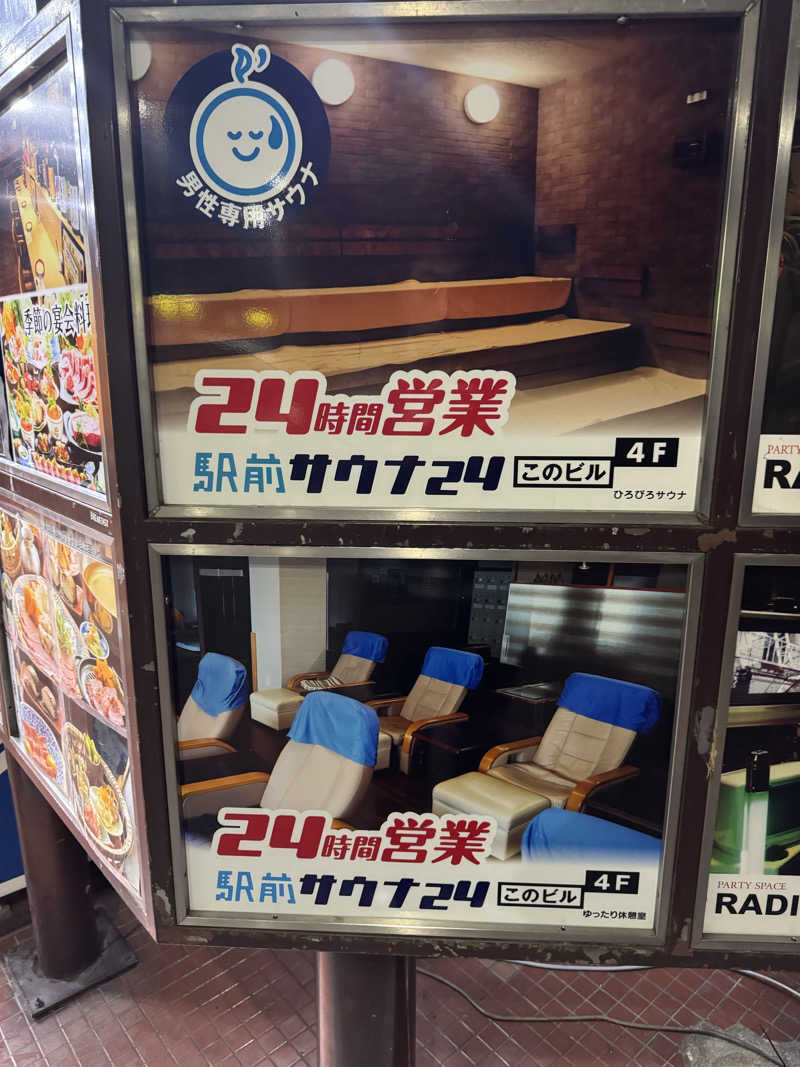 季節の宴会料理
男性専用サウナ
24時間営業
駅前サウナ24 このビル 4F
ひろびろサウナ
24時間営業
駅前サウナ24 このビル 4F
ゆったり休憩室
PARTY
RA
PARTY SPACE
RADI